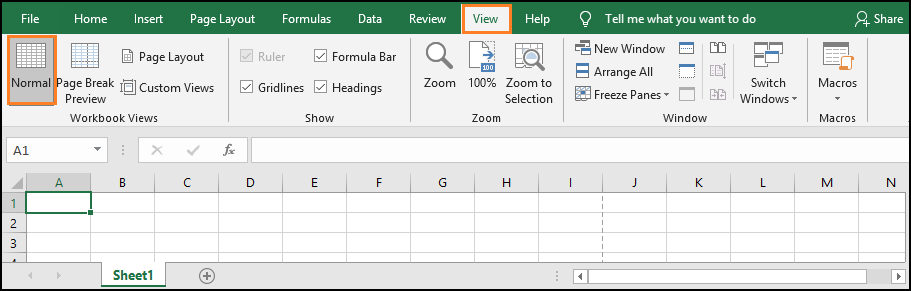 File Home Insert Page Layout Formulas Data Review View Help Tell me what you want to do Share
Normal
Page Break
Preview
Page Layout
Custom Views
Workbook Views
Ruler
Formula Bar
Gridlines
Headings
Show
Zoom
100
100%
Zoom to
Selection
Zoom
New Window
Arrange All
Freeze Panes
Switch
Windows
Window
Macros
Macros
A1
fx
A B C D E F G H I J K L M N
1
2
3
4
Sheet1